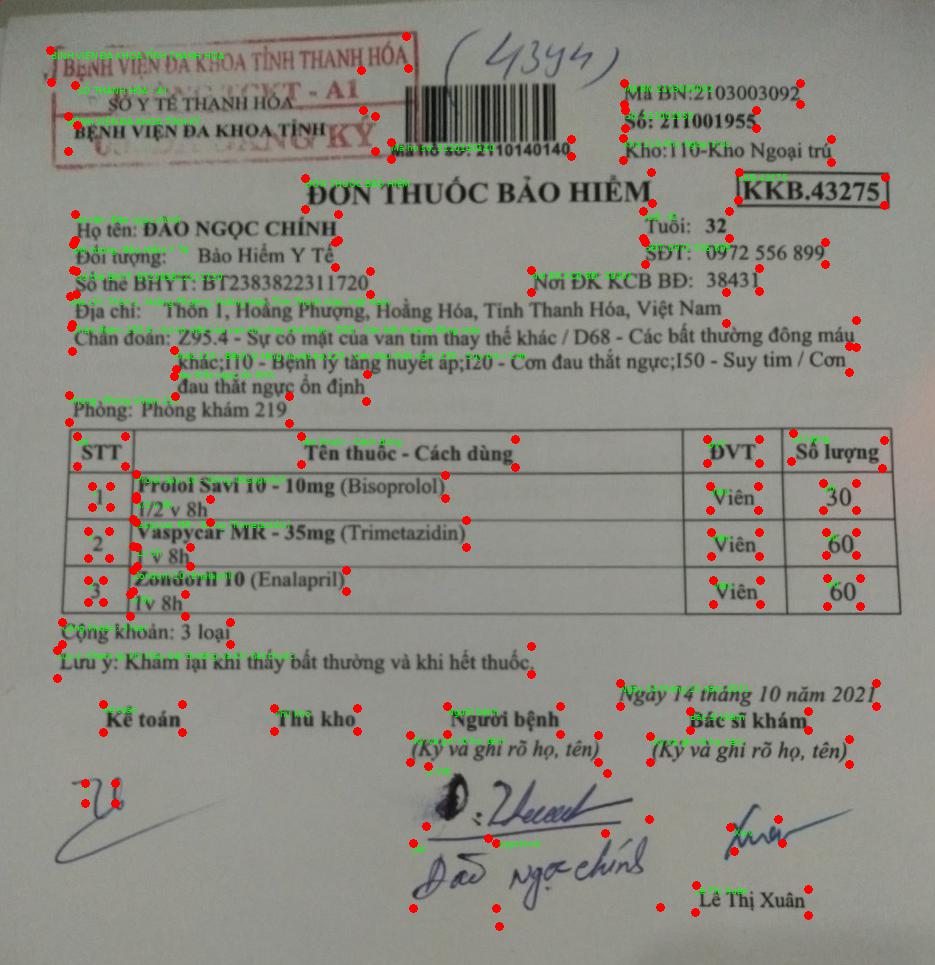 BỆNH VIỆN ĐA KHOA TỈNH THANH HÓA
(4394)
TCKT - A1
SỞ Y TẾ THANH HÓA
BỆNH VIỆN ĐA KHOA TỈNH
KÝ
Mã hồ sơ: 2110140140
Mã BN:2103003092
Số: 211001955
Kho:110-Kho Ngoại trú
ĐƠN THUỐC BẢO HIỂM
KKB.43275
Họ tên: ĐÀO NGỌC CHÍNH Tuổi: 32
Đối tượng: Bảo Hiểm Y Tế SĐT: 0972 556 899
Số thẻ BHYT: BT2383822311720 Nơi ĐK KCB BĐ: 38431
Địa chỉ: Thôn 1, Hoằng Phượng, Hoằng Hóa, Tỉnh Thanh Hóa, Việt Nam
Chẩn đoán: Z95.4 - Sự có mặt của van tim thay thế khác / D68 - Các bất thường đông máu
khác;I10 - Bệnh lý tăng huyết áp;I20 - Cơn đau thắt ngực;I50 - Suy tim / Cơn
đau thắt ngực ổn định
Phòng: Phòng khám 219
STT Tên thuốc - Cách dùng ĐVT Số lượng
1 Prolol Savi 10 - 10mg (Bisoprolol) Viên 30
1/2 v 8h
2 Vaspycar MR - 35mg (Trimetazidin) Viên 60
1 v 8h
3 Zondoril 10 (Enalapril) Viên 60
1v 8h
Cộng khoản: 3 loại
Lưu ý: Khám lại khi thấy bất thường và khi hết thuốc.
Ngày 14 tháng 10 năm 2021
Kế toán Thủ kho Người bệnh Bác sĩ khám
(Ký và ghi rõ họ, tên) (Ký và ghi rõ họ, tên)
Đào Ngọc Chính
Lê Thị Xuân